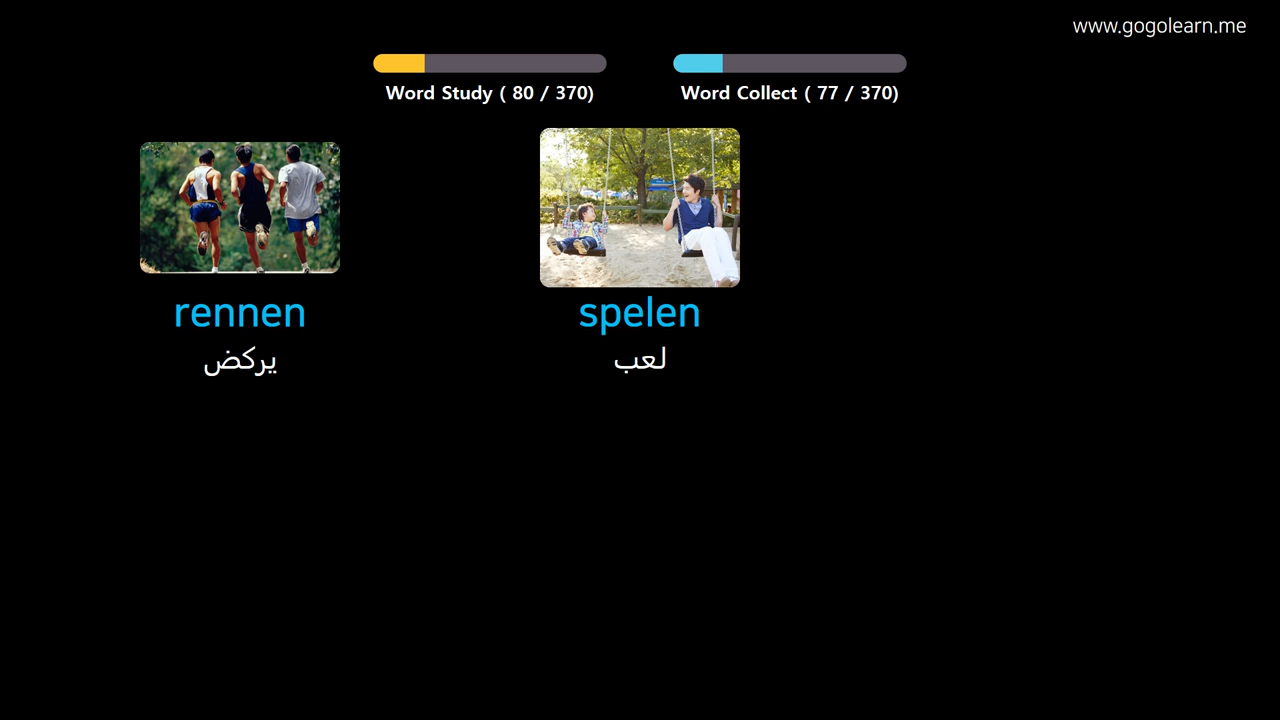 www.gogolearn.me
Word Study ( 80 / 370)
Word Collect ( 77 / 370)
rennen
يركض
spelen
لعب